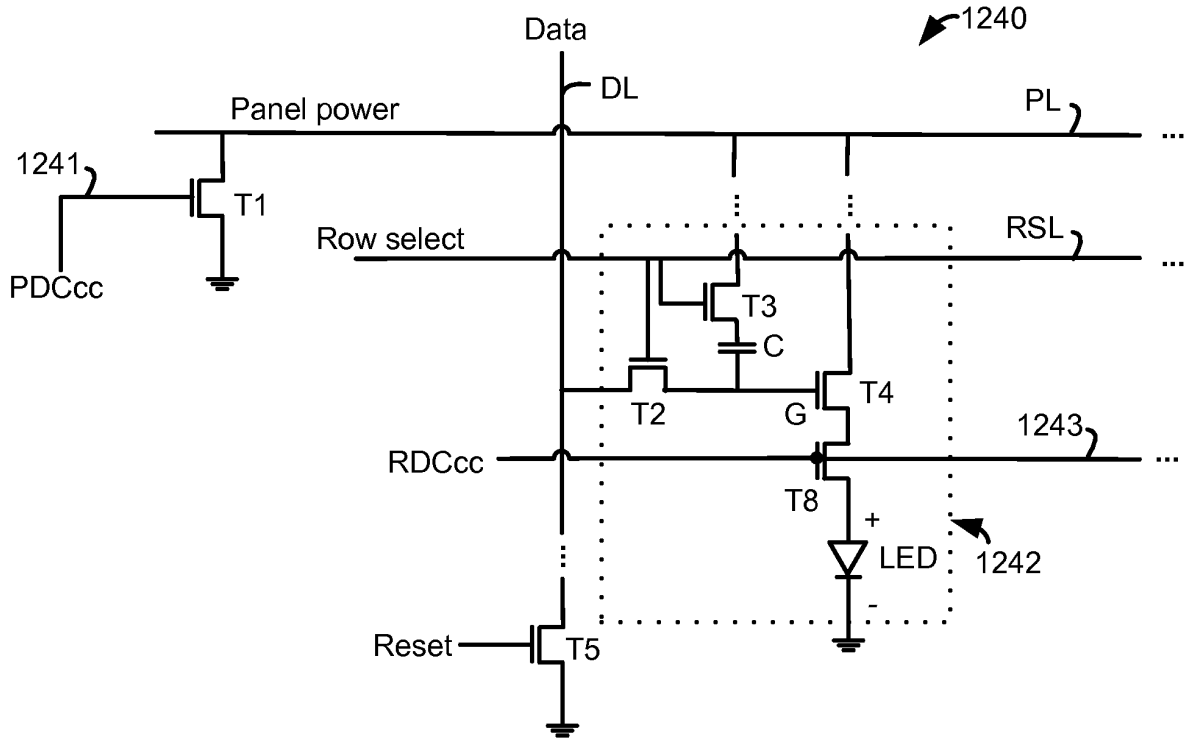 1240
Data
DL
Panel power
PL
...
1241
T1
...
...
PDCcc
Row select
RSL
...
T3
C
T2
G
T4
RDCcc
1243
...
T8
+
LED
1242
...
-
Reset
T5